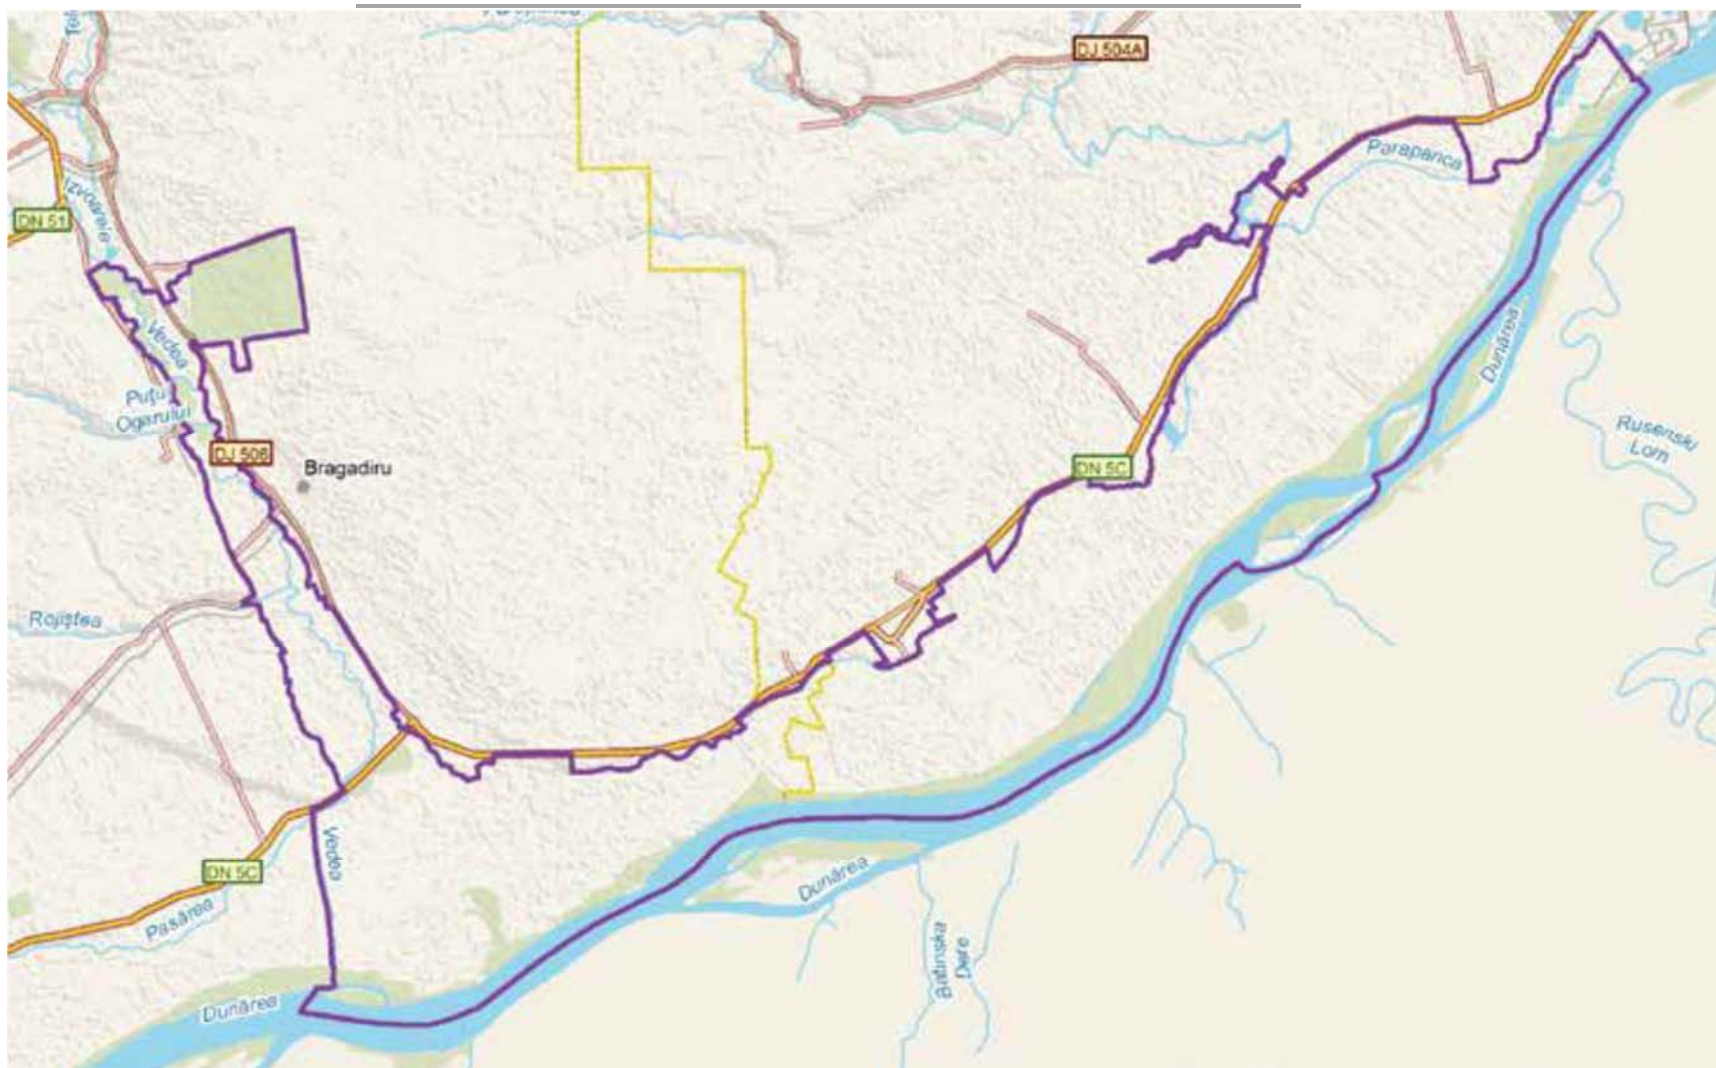 DJ 504A
Parapanca
Izvoarele
DN 51
Vedea
Dunărea
Puțu
Ogarului
Rusenski
Lom
DJ 506
Bragadiru
DN 5C
Rojiștea
Vedea
DN 5C
Dunărea
Pasărea
Batinska
Dere
Dunărea